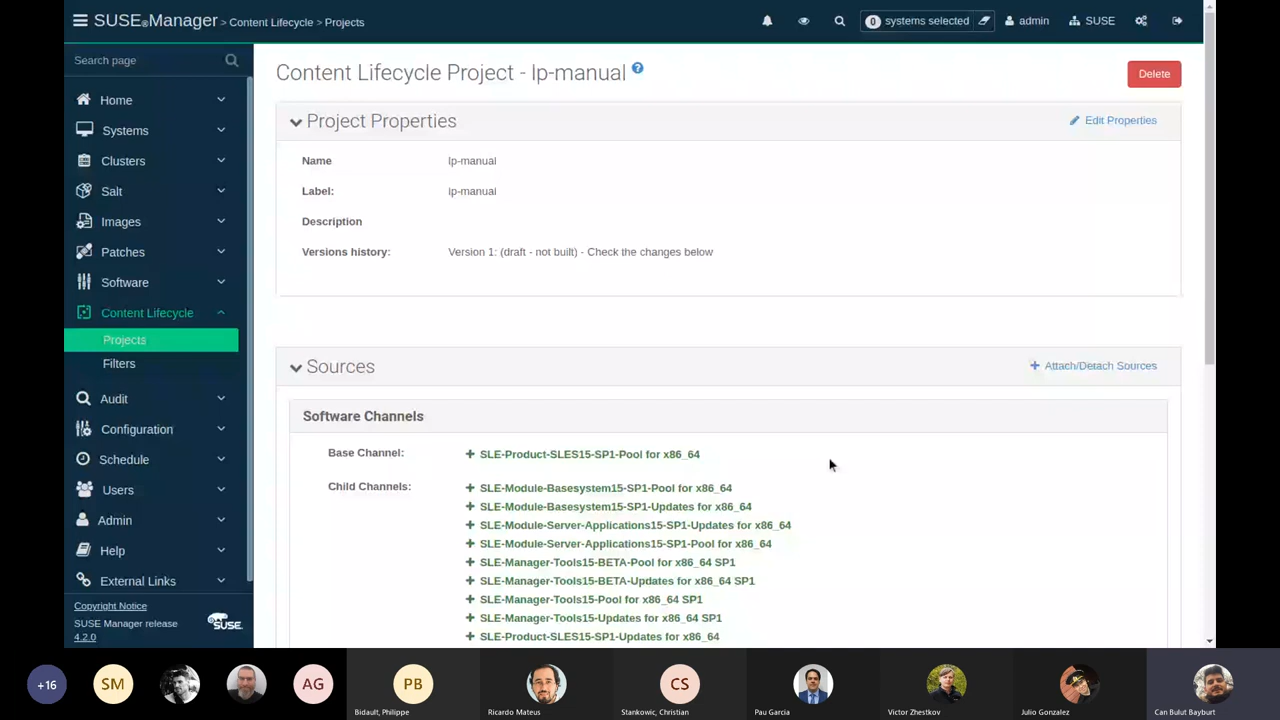 SUSE®Manager > Content Lifecycle > Projects
0 systems selected
admin
SUSE
Search page
Home
Systems
Clusters
Salt
Images
Patches
Software
Content Lifecycle
Projects
Filters
Audit
Configuration
Schedule
Users
Admin
Help
External Links
Copyright Notice
SUSE Manager release
4.2.0
SUSE
Content Lifecycle Project - lp-manual ?
Delete
Project Properties
Edit Properties
Name lp-manual
Label: lp-manual
Description
Versions history: Version 1: (draft - not built) - Check the changes below
Sources
Attach/Detach Sources
Software Channels
Base Channel: SLE-Product-SLES15-SP1-Pool for x86_64
Child Channels: SLE-Module-Basesystem15-SP1-Pool for x86_64
SLE-Module-Basesystem15-SP1-Updates for x86_64
SLE-Module-Server-Applications15-SP1-Updates for x86_64
SLE-Module-Server-Applications15-SP1-Pool for x86_64
SLE-Manager-Tools15-BETA-Pool for x86_64 SP1
SLE-Manager-Tools15-BETA-Updates for x86_64 SP1
SLE-Manager-Tools15-Pool for x86_64 SP1
SLE-Manager-Tools15-Updates for x86_64 SP1
SLE-Product-SLES15-SP1-Updates for x86_64
+16
SM
AG
PB
Bidault, Philippe
Ricardo Mateus
CS
Stankovic, Christian
Pau Garcia
Victor Zhestkov
Julio Gonzalez
Can Bulut Bayburt